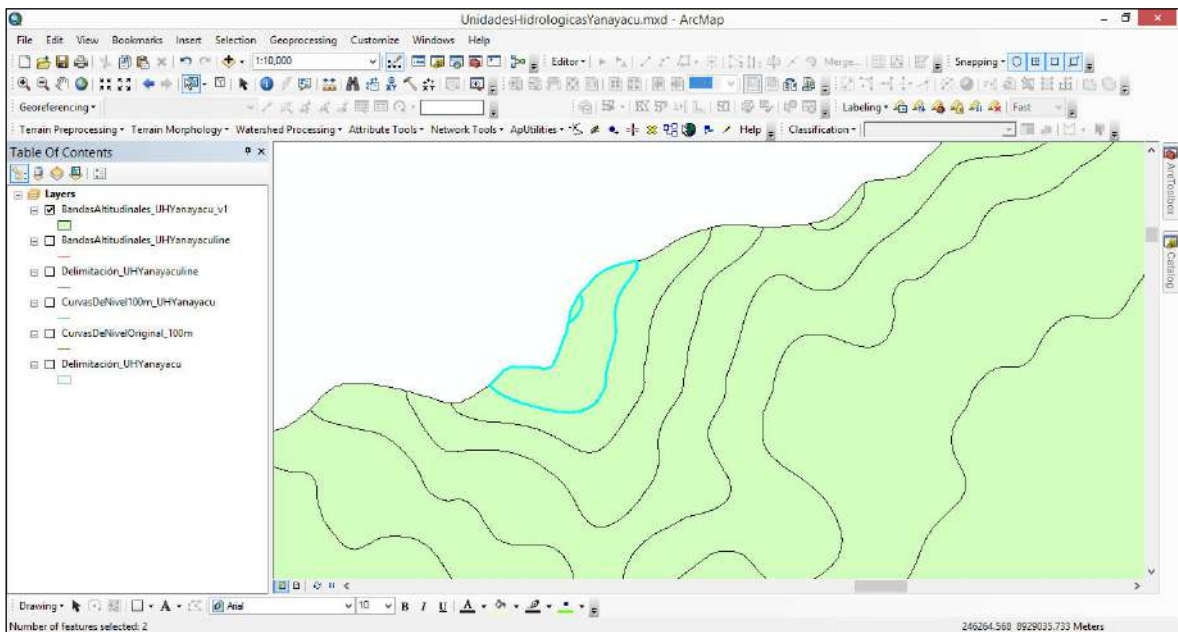 UnidadesHidrologicasYanayacu.mxd - ArcMap
File Edit View Bookmarks Insert Selection Geoprocessing Customize Windows Help
1:10,000 Editor Merge... Snapping
Georeferencing Labeling Fast
Terrain Preprocessing Terrain Morphology Watershed Processing Attribute Tools Network Tools ApUtilities Help Classification
Table Of Contents
Layers
BandasAltitudinales_UHYanayacu_v1
BandasAltitudinales_UHYanayaculine
Delimitación_UHYanayaculine
CurvasDeNivel100m_UHYanayacu
CurvasDeNivelOriginal_100m
Delimitación_UHYanayacu
ArcToolbox
Catalog
Drawing A Arial 10 B I U A
Number of features selected: 2
246264.568 8929035.733 Meters